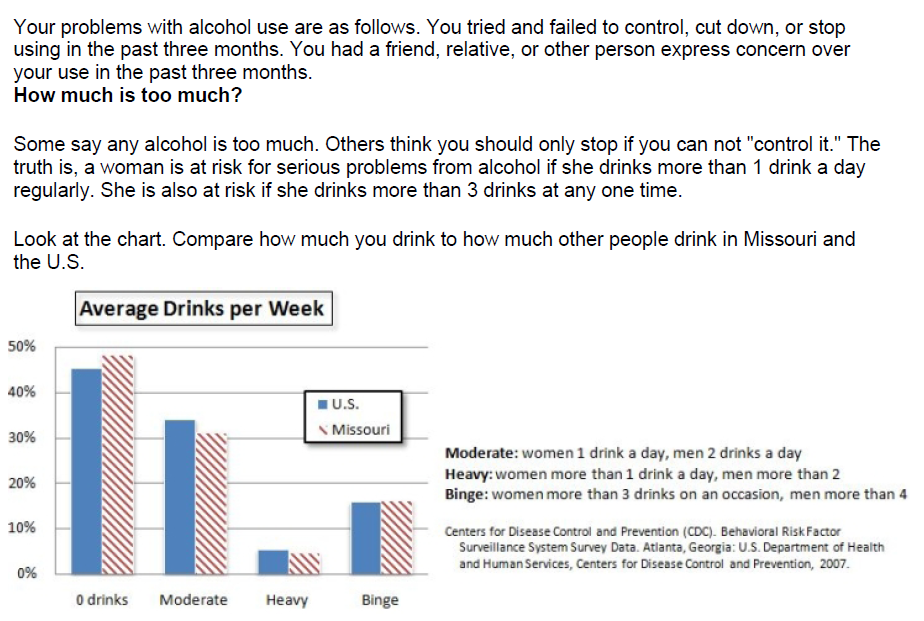 Your problems with alcohol use are as follows. You tried and failed to control, cut down, or stop
using in the past three months. You had a friend, relative, or other person express concern over
your use in the past three months.
How much is too much?
Some say any alcohol is too much. Others think you should only stop if you can not "control it." The
truth is, a woman is at risk for serious problems from alcohol if she drinks more than 1 drink a day
regularly. She is also at risk if she drinks more than 3 drinks at any one time.
Look at the chart. Compare how much you drink to how much other people drink in Missouri and
the U.S.
Average Drinks per Week
50%
40%
30%
20%
10%
0%
U.S.
Missouri
0 drinks Moderate Heavy Binge
Moderate: women 1 drink a day, men 2 drinks a day
Heavy: women more than 1 drink a day, men more than 2
Binge: women more than 3 drinks on an occasion, men more than 4
Centers for Disease Control and Prevention (CDC). Behavioral Risk Factor
Surveillance System Survey Data. Atlanta, Georgia: U.S. Department of Health
and Human Services, Centers for Disease Control and Prevention, 2007.